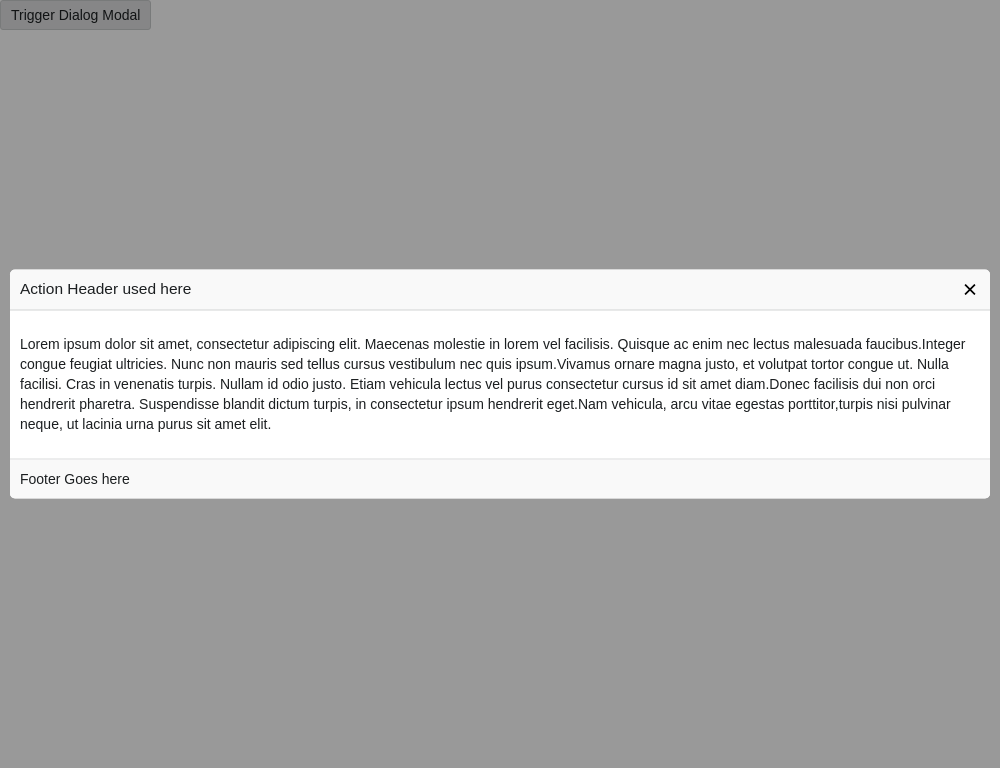 Trigger Dialog Modal
Action Header used here
Lorem ipsum dolor sit amet, consectetur adipiscing elit. Maecenas molestie in lorem vel facilisis. Quisque ac enim nec lectus malesuada faucibus.Integer
congue feugiat ultricies. Nunc non mauris sed tellus cursus vestibulum nec quis ipsum.Vivamus ornare magna justo, et volutpat tortor congue ut. Nulla
facilisi. Cras in venenatis turpis. Nullam id odio justo. Etiam vehicula lectus vel purus consectetur cursus id sit amet diam.Donec facilisis dui non orci
hendrerit pharetra. Suspendisse blandit dictum turpis, in consectetur ipsum hendrerit eget.Nam vehicula, arcu vitae egestas porttitor,turpis nisi pulvinar
neque, ut lacinia urna purus sit amet elit.
Footer Goes here